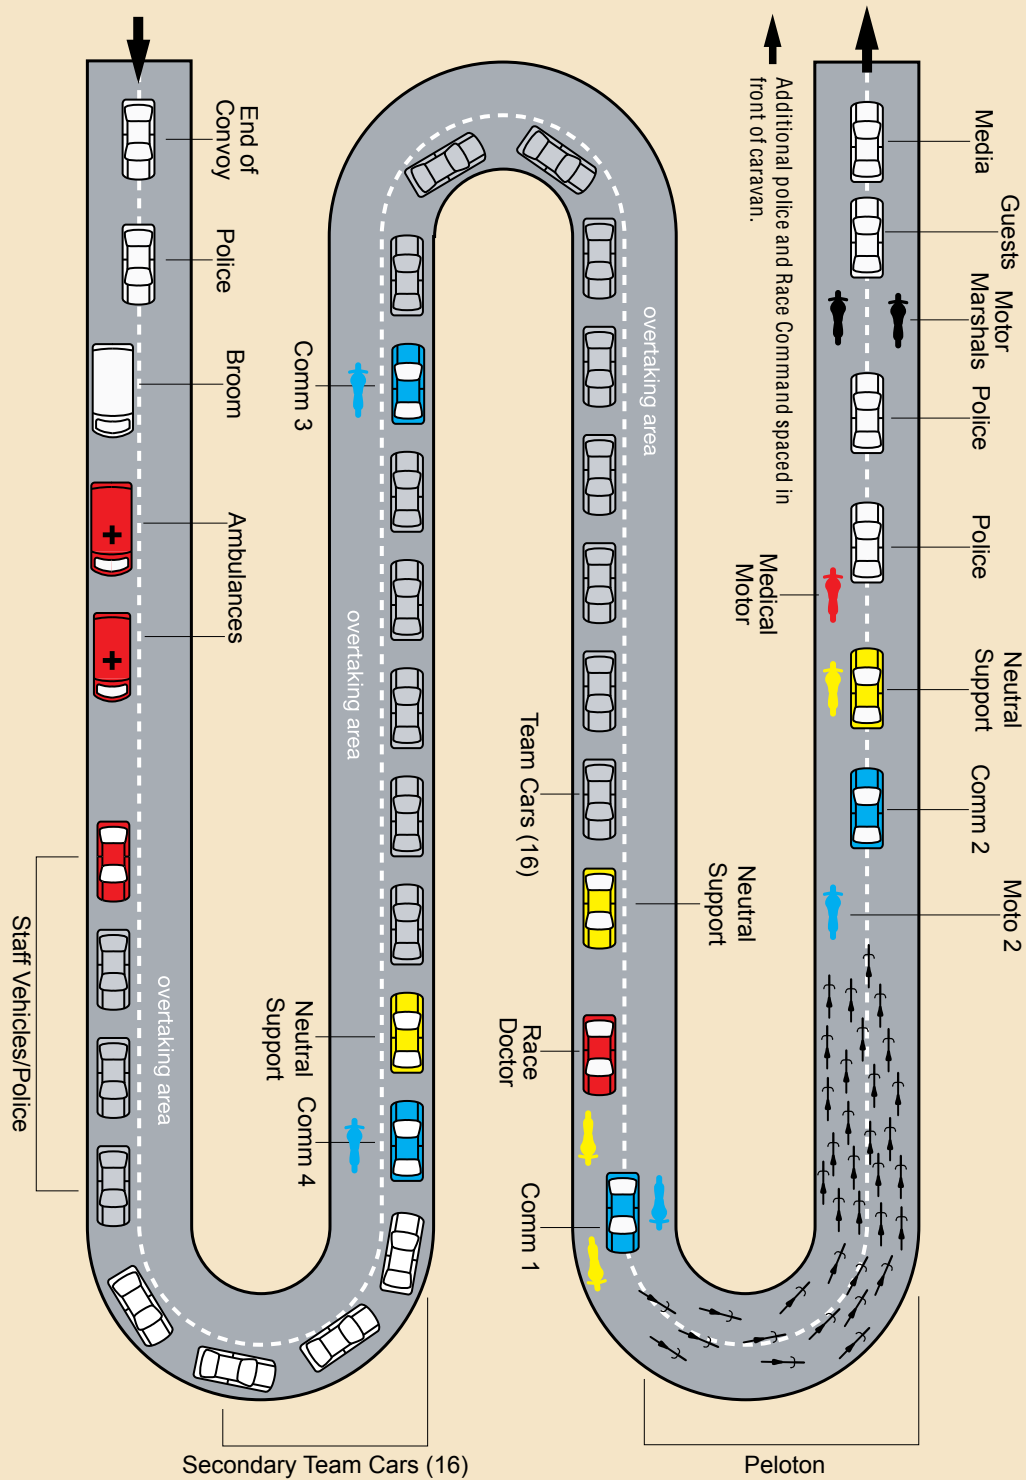 Media
Guests
Motor
Marshals
Police
Police
Medical
Motor
Neutral
Support
Comm 2
Moto 2
Additional police and Race Command spaced in
front of caravan.
Peloton
Comm 1
Race
Doctor
Neutral
Support
Team Cars (16)
overtaking area
Comm 3
overtaking area
Neutral
Support
Comm 4
Secondary Team Cars (16)
overtaking area
Staff Vehicles/Police
Ambulances
Broom
Police
End of
Convoy